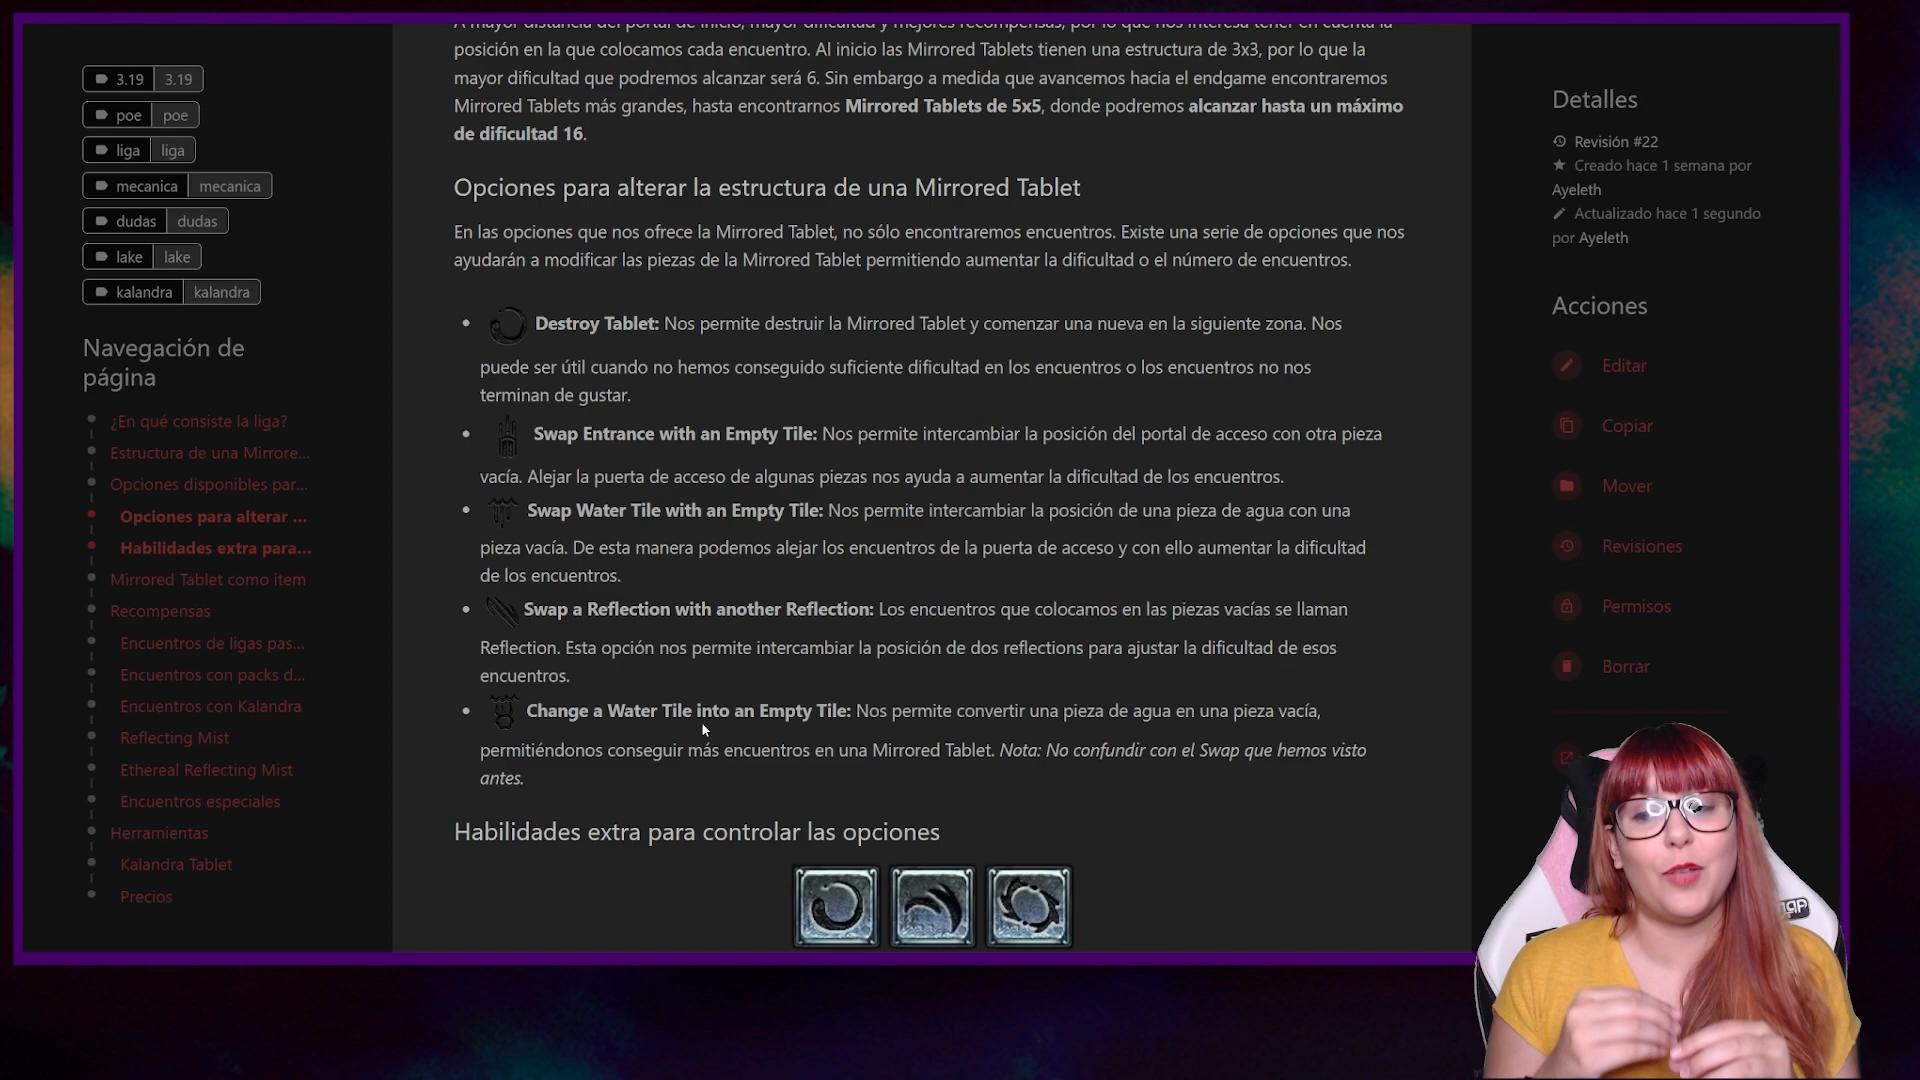 3.19 3.19
poe poe
liga liga
mecanica mecanica
dudas dudas
lake lake
kalandra kalandra
Navegación de
página
¿En qué consiste la liga?
Estructura de una Mirrore...
Opciones disponibles par...
Opciones para alterar ...
Habilidades extra para...
Mirrored Tablet como item
Recompensas
Encuentros de ligas pas...
Encuentros con packs d...
Encuentros con Kalandra
Reflecting Mist
Ethereal Reflecting Mist
Encuentros especiales
Herramientas
Kalandra Tablet
Precios
A mayor distancia del portal de inicio, mayor dificultad y mejores recompensas, por lo que nos interesa tener en cuenta la
posición en la que colocamos cada encuentro. Al inicio las Mirrored Tablets tienen una estructura de 3x3, por lo que la
mayor dificultad que podremos alcanzar será 6. Sin embargo a medida que avancemos hacia el endgame encontraremos
Mirrored Tablets más grandes, hasta encontrarnos Mirrored Tablets de 5x5, donde podremos alcanzar hasta un máximo
de dificultad 16.
Opciones para alterar la estructura de una Mirrored Tablet
En las opciones que nos ofrece la Mirrored Tablet, no sólo encontraremos encuentros. Existe una serie de opciones que nos
ayudarán a modificar las piezas de la Mirrored Tablet permitiendo aumentar la dificultad o el número de encuentros.
Destroy Tablet: Nos permite destruir la Mirrored Tablet y comenzar una nueva en la siguiente zona. Nos
puede ser útil cuando no hemos conseguido suficiente dificultad en los encuentros o los encuentros no nos
terminan de gustar.
Swap Entrance with an Empty Tile: Nos permite intercambiar la posición del portal de acceso con otra pieza
vacía. Alejar la puerta de acceso de algunas piezas nos ayuda a aumentar la dificultad de los encuentros.
Swap Water Tile with an Empty Tile: Nos permite intercambiar la posición de una pieza de agua con una
pieza vacía. De esta manera podemos alejar los encuentros de la puerta de acceso y con ello aumentar la dificultad
de los encuentros.
Swap a Reflection with another Reflection: Los encuentros que colocamos en las piezas vacías se llaman
Reflection. Esta opción nos permite intercambiar la posición de dos reflections para ajustar la dificultad de esos
encuentros.
Change a Water Tile into an Empty Tile: Nos permite convertir una pieza de agua en una pieza vacía,
permitiéndonos conseguir más encuentros en una Mirrored Tablet. Nota: No confundir con el Swap que hemos visto
antes.
Habilidades extra para controlar las opciones
Detalles
Revisión #22
Creado hace 1 semana por
Ayeleth
Actualizado hace 1 segundo
por Ayeleth
Acciones
Editar
Copiar
Mover
Revisiones
Permisos
Borrar